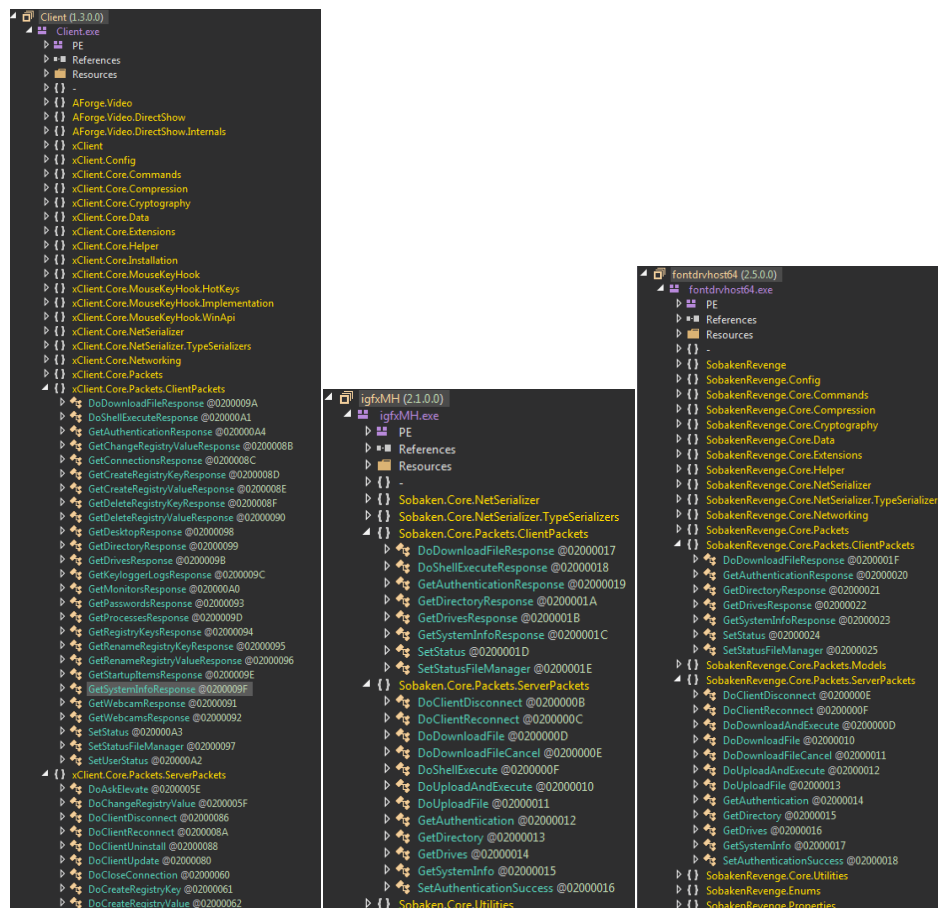 Client (1.3.0.0)
Client.exe
PE
References
Resources
{ } -
{ } AForge.Video
{ } AForge.Video.DirectShow
{ } AForge.Video.DirectShow.Internals
{ } xClient
{ } xClient.Config
{ } xClient.Core.Commands
{ } xClient.Core.Compression
{ } xClient.Core.Cryptography
{ } xClient.Core.Data
{ } xClient.Core.Extensions
{ } xClient.Core.Helper
{ } xClient.Core.Installation
{ } xClient.Core.MouseKeyHook
{ } xClient.Core.MouseKeyHook.HotKeys
{ } xClient.Core.MouseKeyHook.Implementation
{ } xClient.Core.MouseKeyHook.WinApi
{ } xClient.Core.NetSerializer
{ } xClient.Core.NetSerializer.TypeSerializers
{ } xClient.Core.Networking
{ } xClient.Core.Packets
{ } xClient.Core.Packets.ClientPackets
DoDownloadFileResponse @0200009A
DoShellExecuteResponse @020000A1
GetAuthenticationResponse @020000A4
GetChangeRegistryValueResponse @0200008B
GetConnectionsResponse @0200008C
GetCreateRegistryKeyResponse @0200008D
GetCreateRegistryValueResponse @0200008E
GetDeleteRegistryKeyResponse @0200008F
GetDeleteRegistryValueResponse @02000090
GetDesktopResponse @02000098
GetDirectoryResponse @02000099
GetDrivesResponse @0200009B
GetKeyloggerLogsResponse @0200009C
GetMonitorsResponse @020000A0
GetPasswordsResponse @02000093
GetProcessesResponse @0200009D
GetRegistryKeysResponse @02000094
GetRenameRegistryKeyResponse @02000095
GetRenameRegistryValueResponse @02000096
GetStartupItemsResponse @0200009E
GetSystemInfoResponse @0200009F
GetWebcamResponse @02000091
GetWebcamsResponse @02000092
SetStatus @020000A3
SetStatusFileManager @02000097
SetUserStatus @020000A2
{ } xClient.Core.Packets.ServerPackets
DoAskElevate @0200005E
DoChangeRegistryValue @0200005F
DoClientDisconnect @02000086
DoClientReconnect @0200008A
DoClientUninstall @02000088
DoClientUpdate @02000080
DoCloseConnection @02000060
DoCreateRegistryKey @02000061
DoCreateRegistryValue @02000062
igfxMH (2.1.0.0)
igfxMH.exe
PE
References
Resources
{ } -
{ } Sobaken.Core.NetSerializer
{ } Sobaken.Core.NetSerializer.TypeSerializers
{ } Sobaken.Core.Packets.ClientPackets
DoDownloadFileResponse @02000017
DoShellExecuteResponse @02000018
GetAuthenticationResponse @02000019
GetDirectoryResponse @0200001A
GetDrivesResponse @0200001B
GetSystemInfoResponse @0200001C
SetStatus @0200001D
SetStatusFileManager @0200001E
{ } Sobaken.Core.Packets.ServerPackets
DoClientDisconnect @0200000B
DoClientReconnect @0200000C
DoDownloadFile @0200000D
DoDownloadFileCancel @0200000E
DoShellExecute @0200000F
DoUploadAndExecute @02000010
DoUploadFile @02000011
GetAuthentication @02000012
GetDirectory @02000013
GetDrives @02000014
GetSystemInfo @02000015
SetAuthenticationSuccess @02000016
{ } Sobaken.Core.Utilities
fontdrvhost64 (2.5.0.0)
fontdrvhost64.exe
PE
References
Resources
{ } -
{ } SobakenRevenge
{ } SobakenRevenge.Config
{ } SobakenRevenge.Core.Commands
{ } SobakenRevenge.Core.Compression
{ } SobakenRevenge.Core.Cryptography
{ } SobakenRevenge.Core.Data
{ } SobakenRevenge.Core.Extensions
{ } SobakenRevenge.Core.Helper
{ } SobakenRevenge.Core.NetSerializer
{ } SobakenRevenge.Core.NetSerializer.TypeSerializer
{ } SobakenRevenge.Core.Networking
{ } SobakenRevenge.Core.Packets
{ } SobakenRevenge.Core.Packets.ClientPackets
DoDownloadFileResponse @0200001F
GetAuthenticationResponse @02000020
GetDirectoryResponse @02000021
GetDrivesResponse @02000022
GetSystemInfoResponse @02000023
SetStatus @02000024
SetStatusFileManager @02000025
{ } SobakenRevenge.Core.Packets.Models
{ } SobakenRevenge.Core.Packets.ServerPackets
DoClientDisconnect @0200000E
DoClientReconnect @0200000F
DoDownloadAndExecute @0200000D
DoDownloadFile @02000010
DoDownloadFileCancel @02000011
DoUploadAndExecute @02000012
DoUploadFile @02000013
GetAuthentication @02000014
GetDirectory @02000015
GetDrives @02000016
GetSystemInfo @02000017
SetAuthenticationSuccess @02000018
{ } SobakenRevenge.Core.Utilities
{ } SobakenRevenge.Enums
{ } SobakenRevenge.Properties